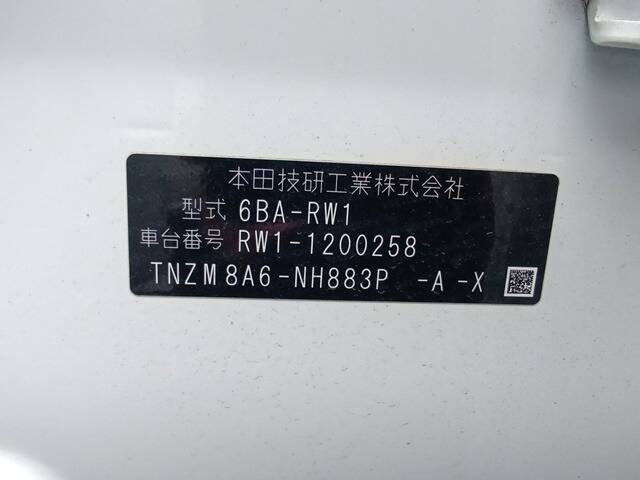 本田技研工業株式会社
型式 6BA-RW1
車台番号 RW1-1200258
TNZM8A6-NH883P -A-X